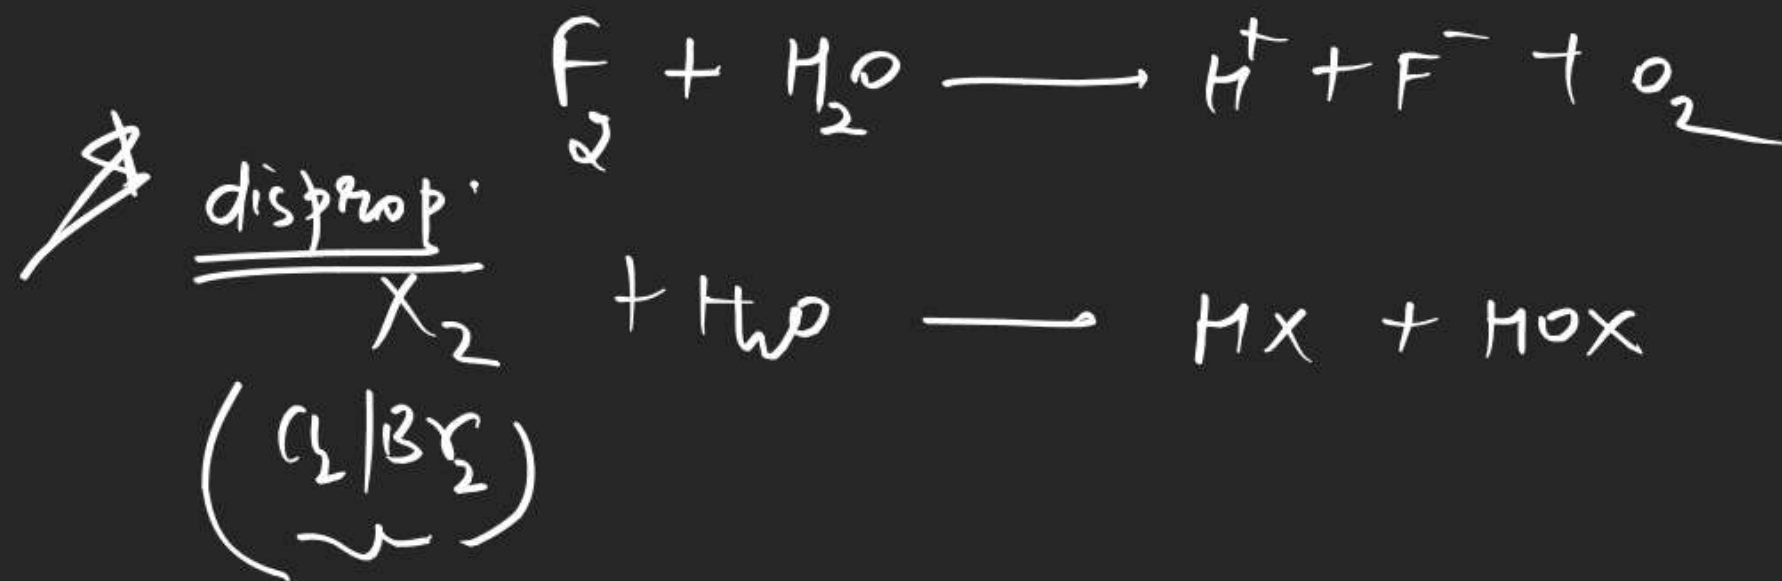 F₂ + H₂O ⟶ H⁺ + F⁻ + O₂
disprop.
X₂ + H₂O ⟶ HX + HOX
(Cl₂|Br₂)